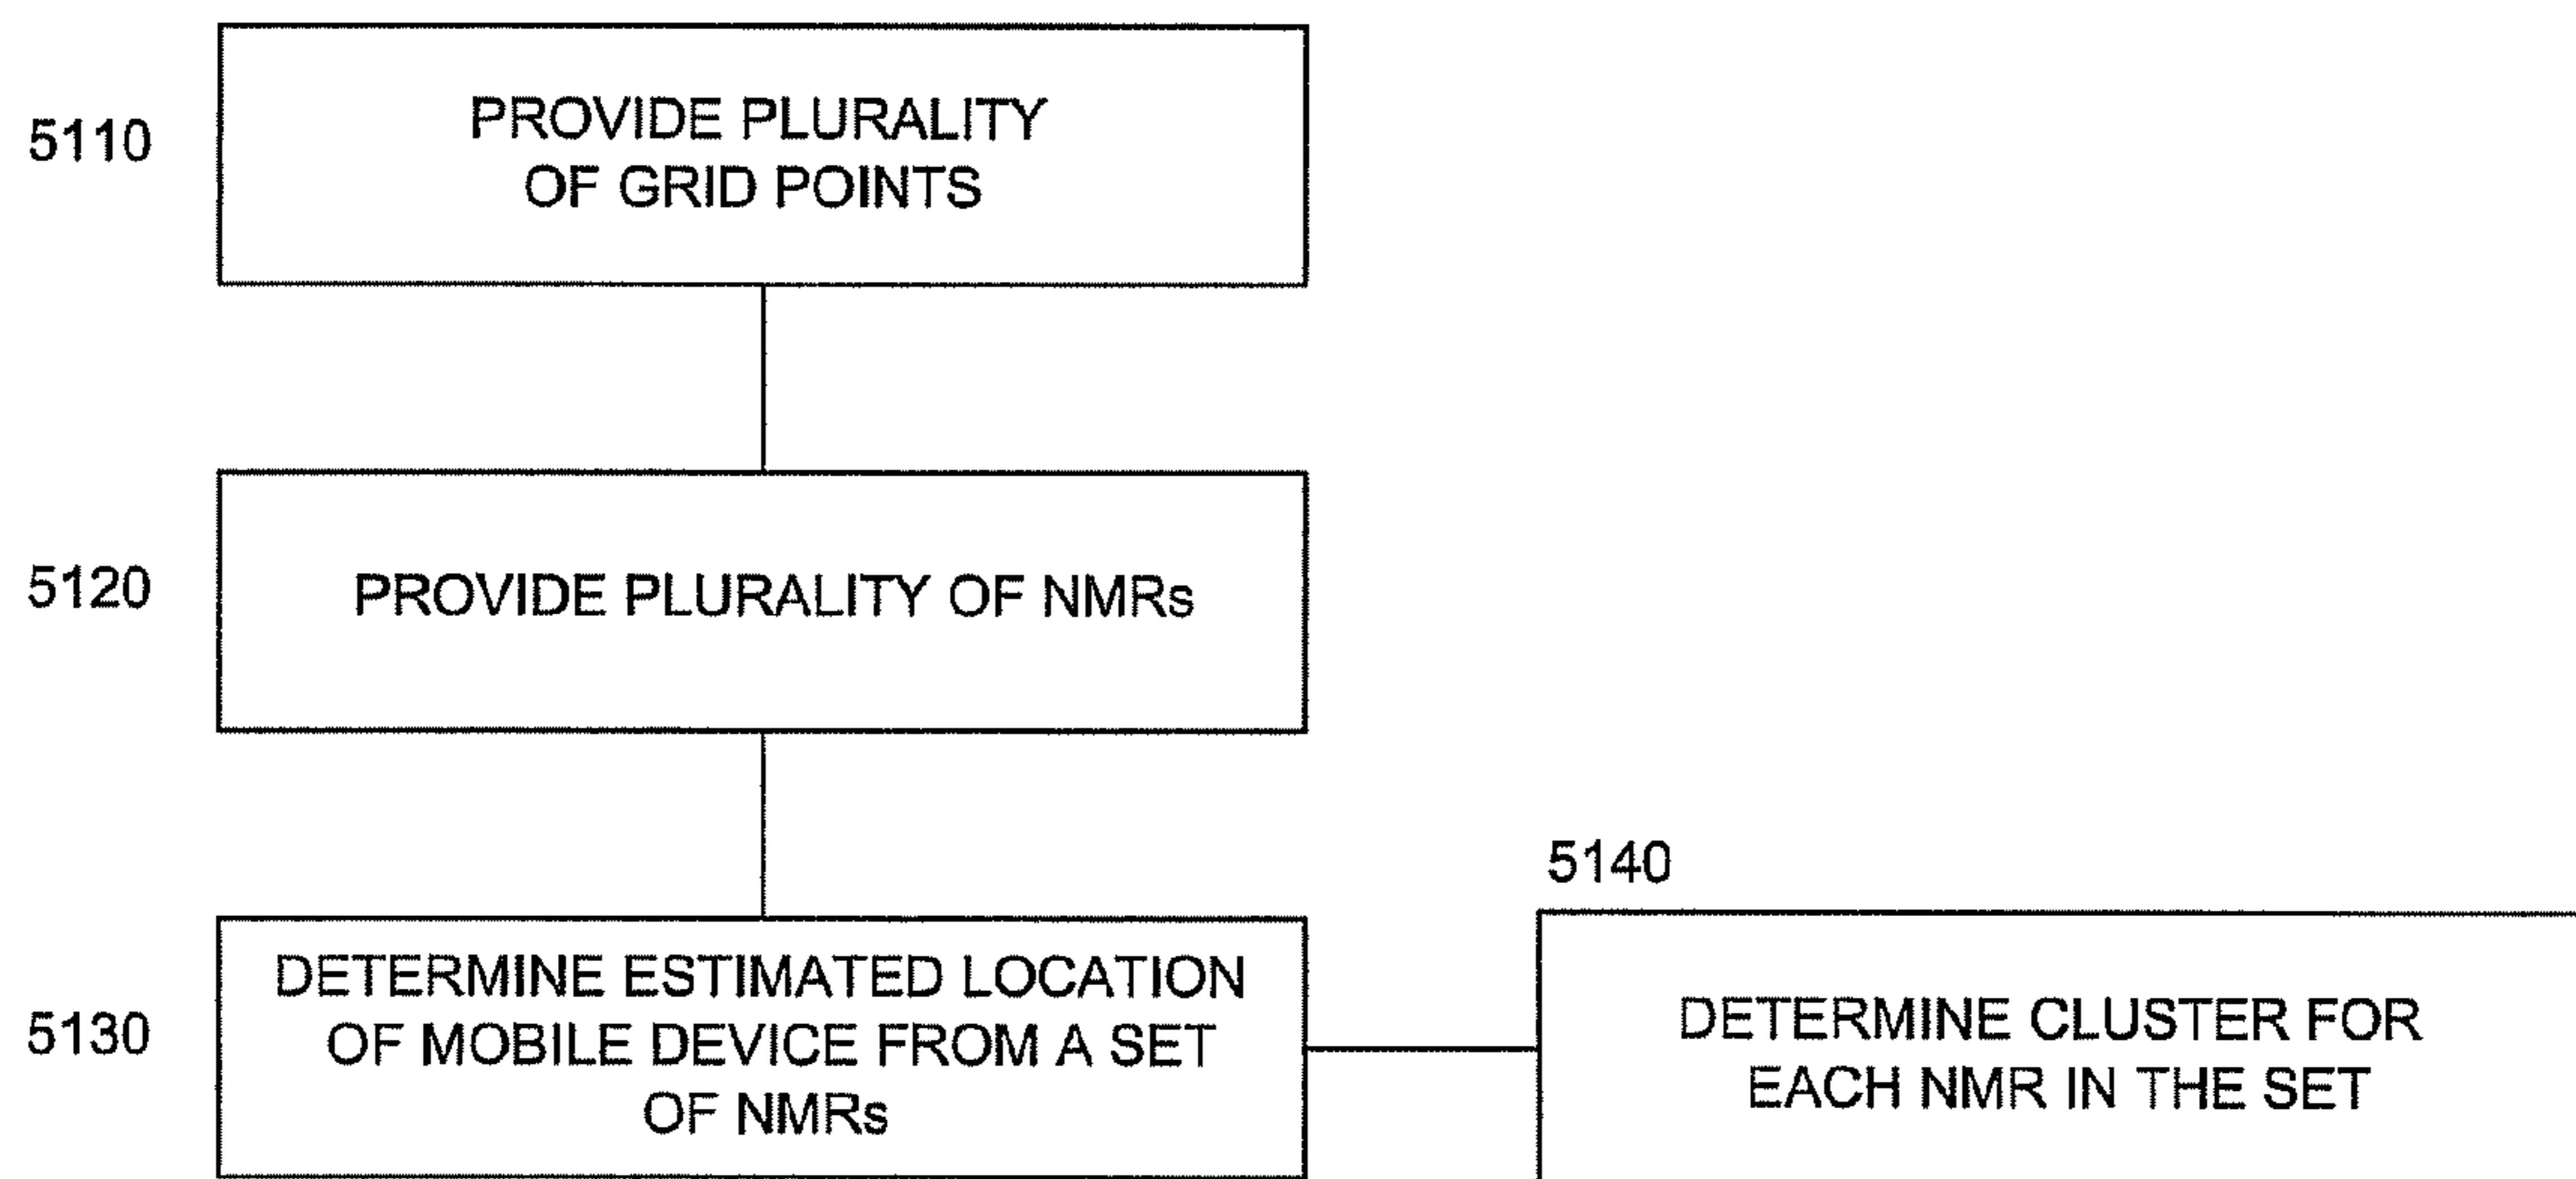 5110
PROVIDE PLURALITY
OF GRID POINTS
5120
PROVIDE PLURALITY OF NMRs
5130
DETERMINE ESTIMATED LOCATION
OF MOBILE DEVICE FROM A SET
OF NMRs
5140
DETERMINE CLUSTER FOR
EACH NMR IN THE SET